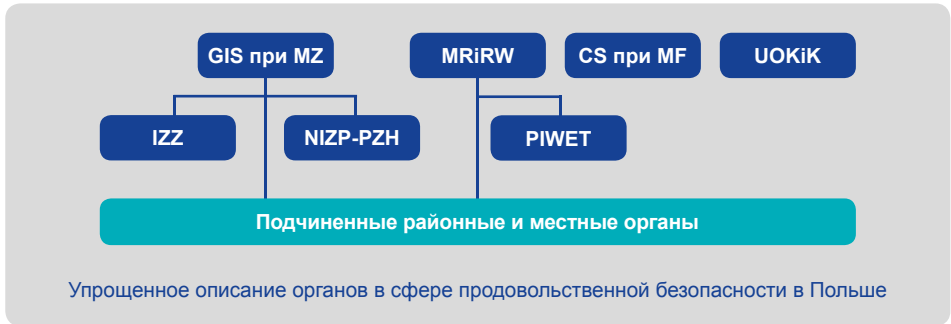 GIS при MZ
MRiRW
CS при MF
UOKiK
IZZ
NIZP-PZH
PIWET
Подчиненные районные и местные органы
Упрощенное описание органов в сфере продовольственной безопасности в Польше